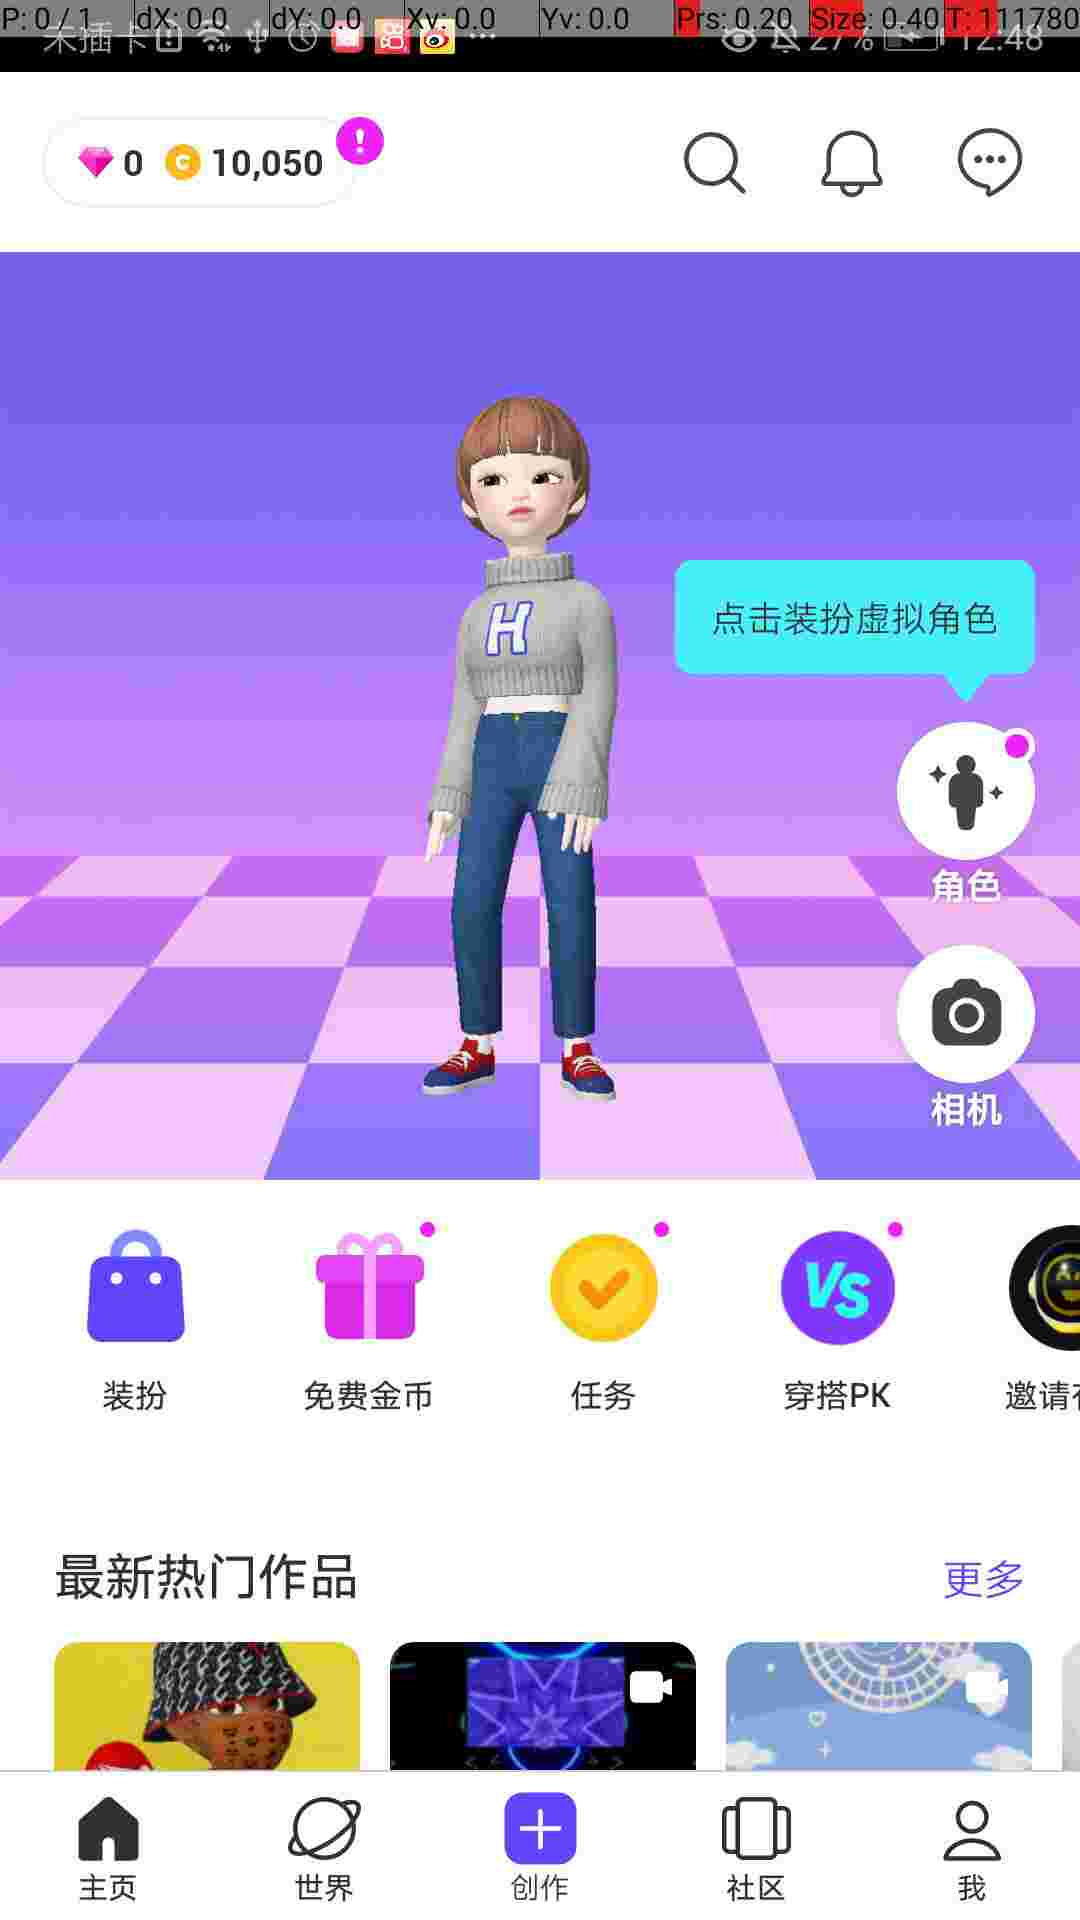 P: 0 / 1 dX: 0.0 dY: 0.0 Xv: 0.0 Yv: 0.0 Prs: 0.20 Size: 0.40 T: 111780
未插卡 27% 12:48
0 C 10,050 !
H
点击装扮虚拟角色
角色
相机
VS
装扮 免费金币 任务 穿搭PK 邀请
最新热门作品 更多
主页 世界 创作 社区 我